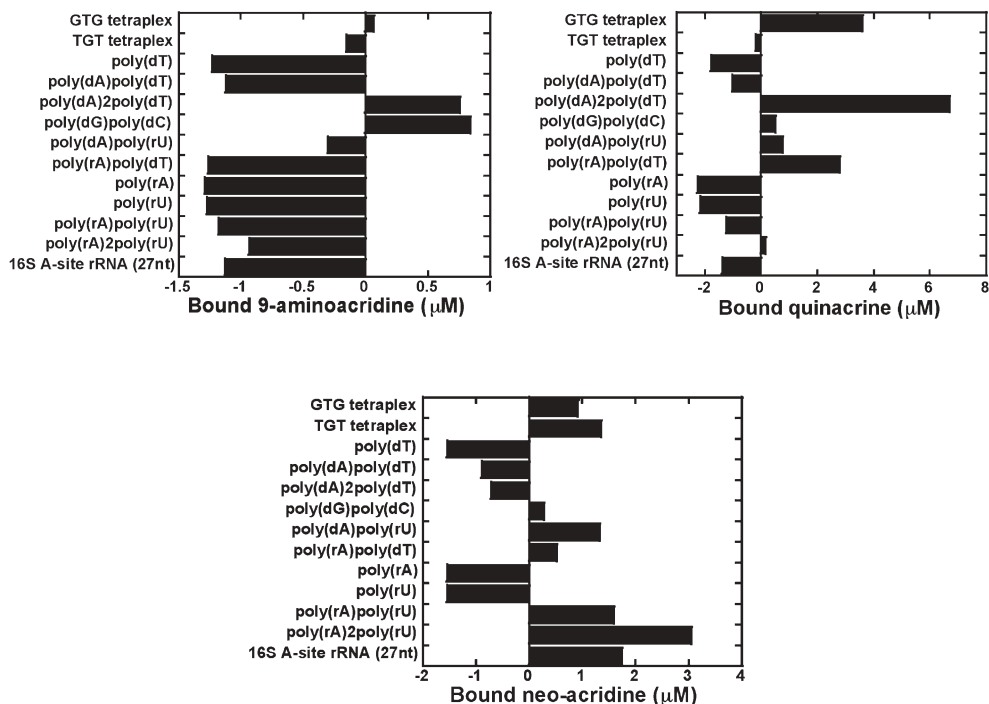 GTG tetraplex
TGT tetraplex
poly(dT)
poly(dA)poly(dT)
poly(dA)2poly(dT)
poly(dG)poly(dC)
poly(dA)poly(rU)
poly(rA)poly(dT)
poly(rA)
poly(rU)
poly(rA)poly(rU)
poly(rA)2poly(rU)
16S A-site rRNA (27nt)
-1.5 -1 -0.5 0 0.5 1
Bound 9-aminoacridine (μM)
GTG tetraplex
TGT tetraplex
poly(dT)
poly(dA)poly(dT)
poly(dA)2poly(dT)
poly(dG)poly(dC)
poly(dA)poly(rU)
poly(rA)poly(dT)
poly(rA)
poly(rU)
poly(rA)poly(rU)
poly(rA)2poly(rU)
16S A-site rRNA (27nt)
-2 0 2 4 6 8
Bound quinacrine (μM)
GTG tetraplex
TGT tetraplex
poly(dT)
poly(dA)poly(dT)
poly(dA)2poly(dT)
poly(dG)poly(dC)
poly(dA)poly(rU)
poly(rA)poly(dT)
poly(rA)
poly(rU)
poly(rA)poly(rU)
poly(rA)2poly(rU)
16S A-site rRNA (27nt)
-2 -1 0 1 2 3 4
Bound neo-acridine (μM)